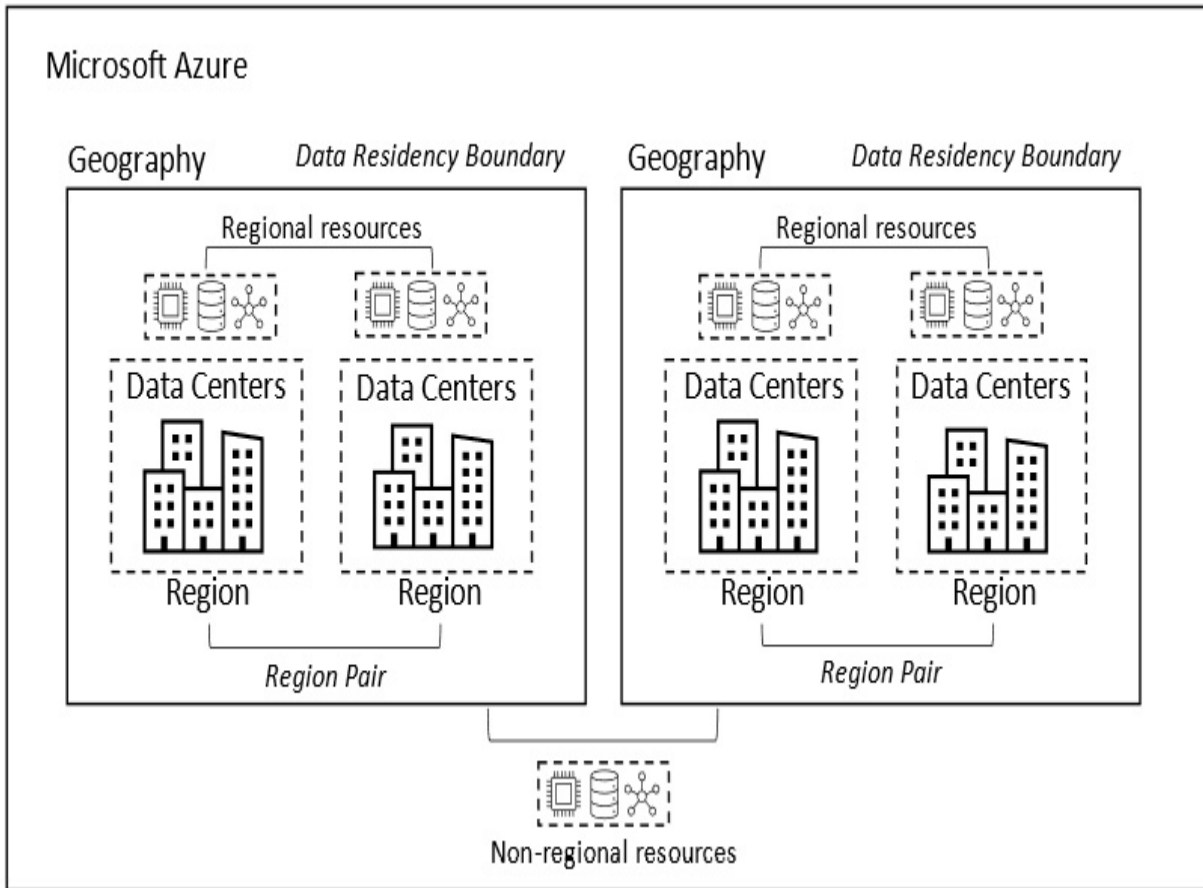 Microsoft Azure
Geography
Data Residency Boundary
Regional resources
Data Centers
Data Centers
Region
Region
Region Pair
Geography
Data Residency Boundary
Regional resources
Data Centers
Data Centers
Region
Region
Region Pair
Non-regional resources